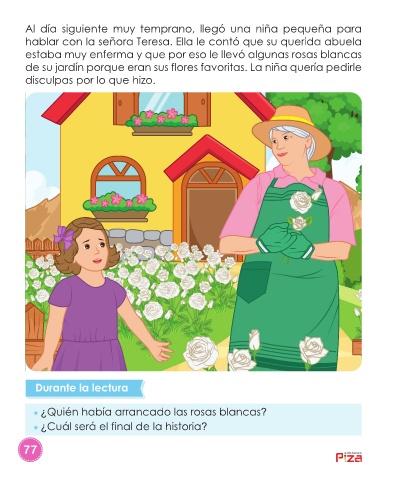 Al día siguiente muy temprano, llegó una niña pequeña para
hablar con la señora Teresa. Ella le contó que su querida abuela
estaba muy enferma y que por eso le llevó algunas rosas blancas
de su jardín porque eran sus flores favoritas. La niña quería pedirle
disculpas por lo que hizo.
Durante la lectura
¿Quién había arrancado las rosas blancas?
¿Cuál será el final de la historia?
77
Piza